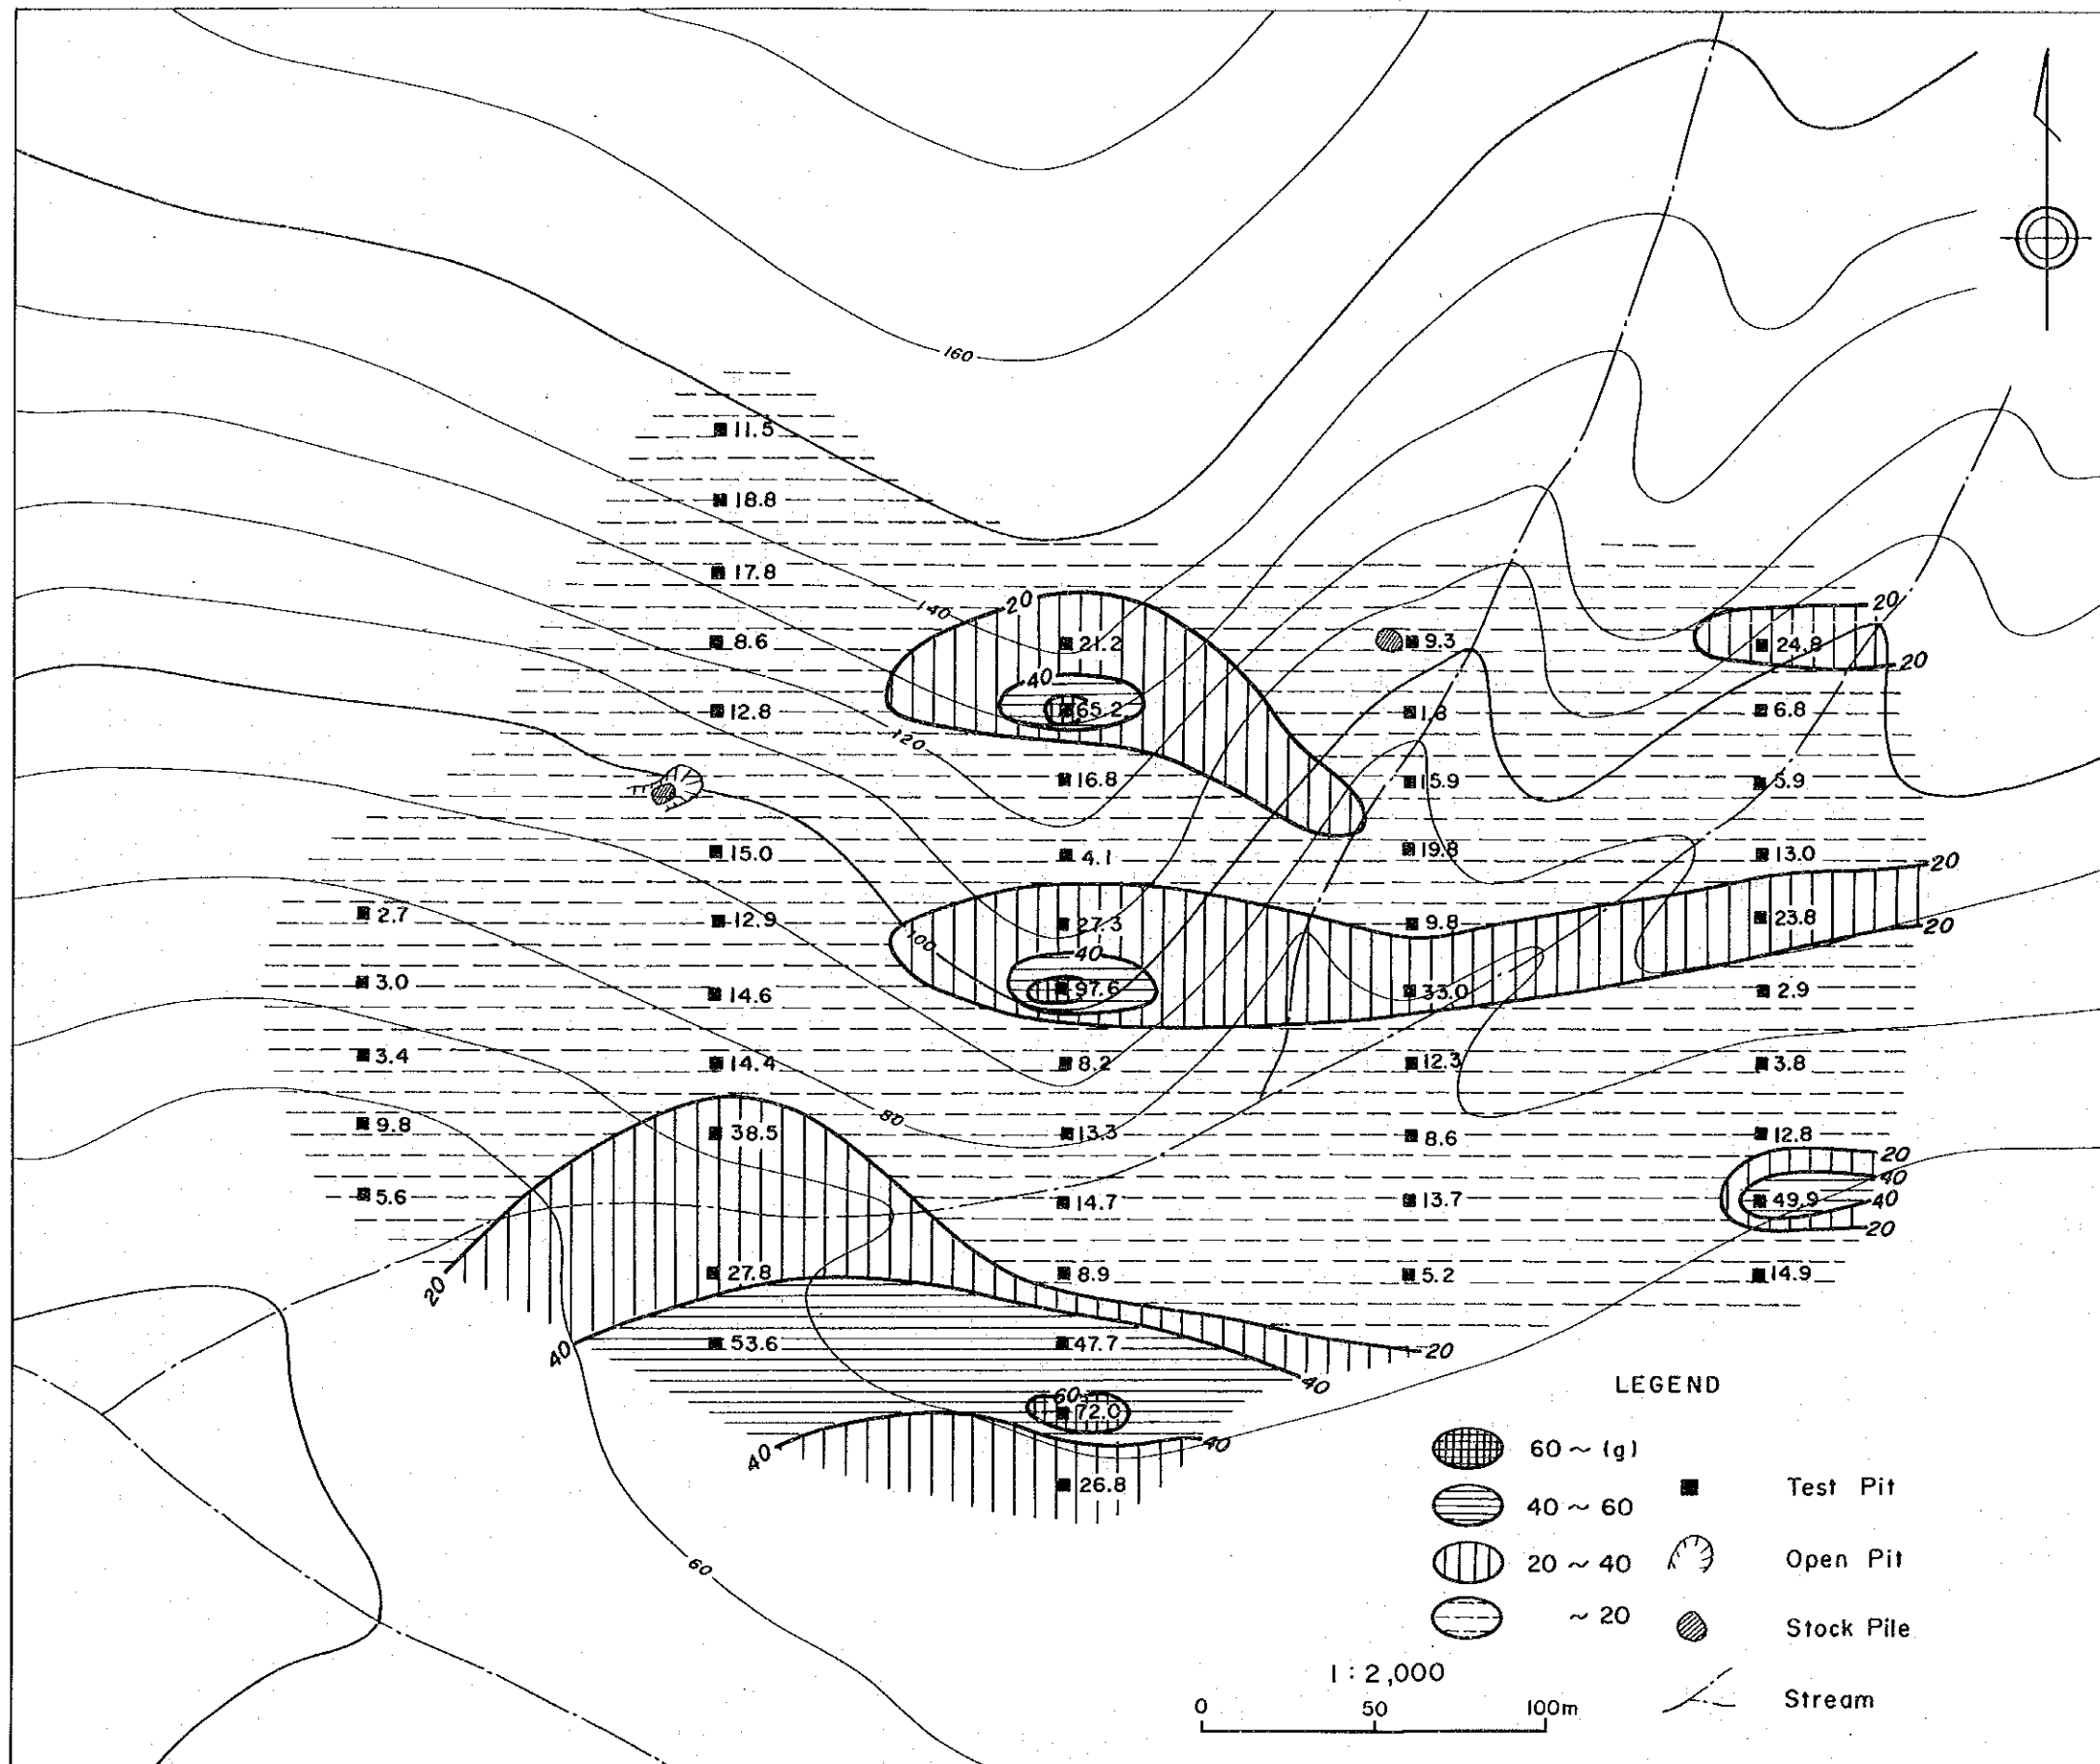 160
11.5
18.8
17.8
140 20 20
8.6 21.2 9.3 24.8
20
40
12.8 65.2 1.8 6.8
120
16.8 15.9 5.9
15.0 4.1 19.8 13.0
20
2.7 12.9 27.3 9.8 23.8
20
100
40
3.0 14.6 97.6 33.0 2.9
3.4 14.4 8.2 12.3 3.8
80
9.8 38.5 13.3 8.6 12.8
20
40
5.6 14.7 13.7 49.9 40
20
20 27.8 8.9 5.2 14.9
40 53.6 47.7 20
40
60
72.0
40 40
26.8
60
LEGEND
60 ~ (g)
Test Pit
40 ~ 60
20 ~ 40
Open Pit
~ 20
Stock Pile
1 : 2,000
Stream
0 50 100m